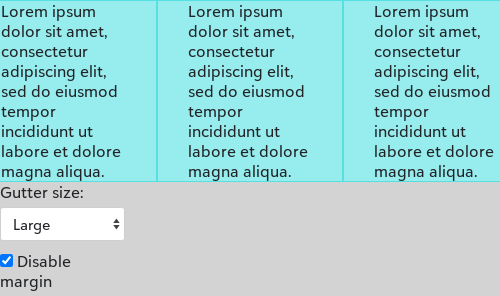 Lorem ipsum
dolor sit amet,
consectetur
adipiscing elit,
sed do eiusmod
tempor
incididunt ut
labore et dolore
magna aliqua.
Lorem ipsum
dolor sit amet,
consectetur
adipiscing elit,
sed do eiusmod
tempor
incididunt ut
labore et dolore
magna aliqua.
Lorem ipsum
dolor sit amet,
consectetur
adipiscing elit,
sed do eiusmod
tempor
incididunt ut
labore et dolore
magna aliqua.
Gutter size:
Large
Disable
margin